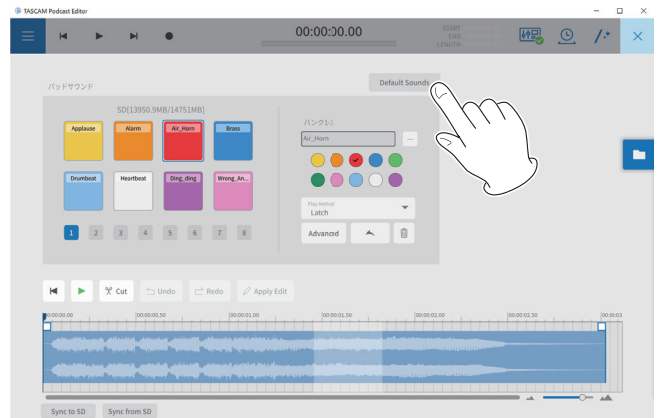 TASCAM Podcast Editor
00:00:00.00
START
END
LENGTH
Default Sounds
パッドサウンド
SD[13950.9MB/14751MB]
Applause
Alarm
Air_Horn
Brass
Drumbeat
Heartbeat
Ding_ding
Wrong_An...
1 2 3 4 5 6 7 8
バンク1-3
Air_Horn
...
Play Method
Latch
Advanced
Cut
Undo
Redo
Apply Edit
00:00:00.00
00:00:00.50
00:00:01.00
00:00:01.50
00:00:02.00
00:00:02.50
00:00:03
Sync to SD
Sync from SD